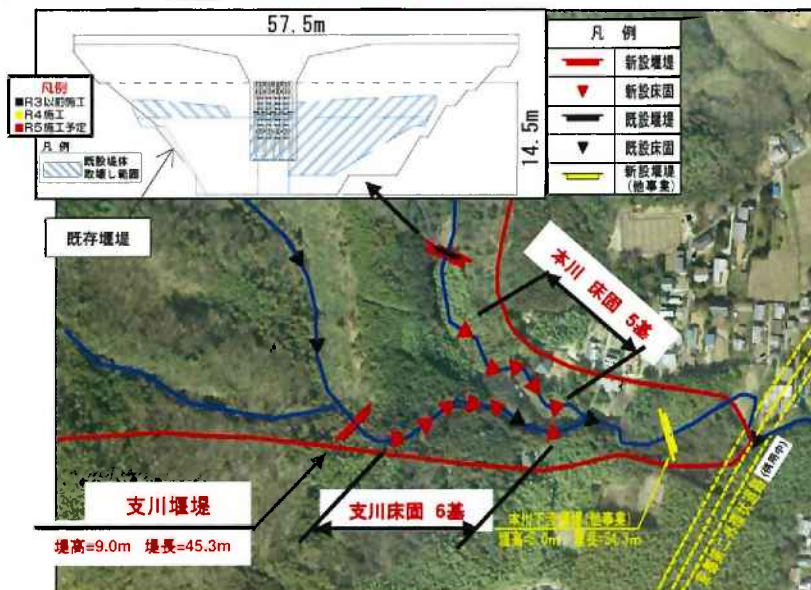 57.5m
14.5m
凡例
■R3以前施工
■R4施工
■R5施工予定
凡 例
既設堤体
取壊し範囲
既存堰堤
凡 例
新設堰堤
新設床固
既設堰堤
既設床固
新設堰堤
(他事業)
本川 床固 5基
支川堰堤
堤高=9.0m 堤長=45.3m
支川床固 6基
(供用中)